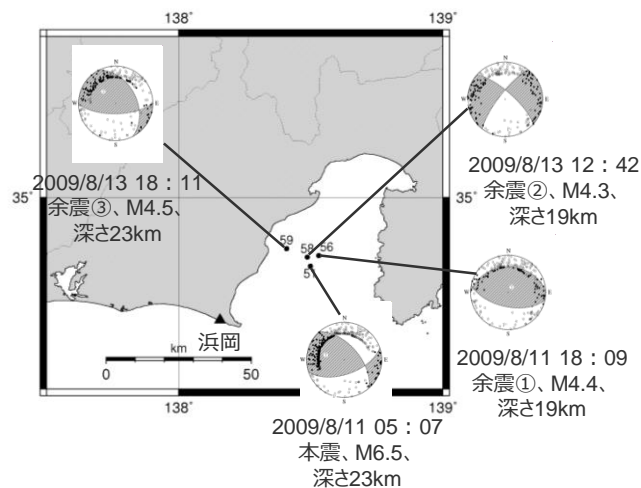 138°
139°
N
W
E
S
N
W
E
S
2009/8/13 18：11
余震③、M4.5、
深さ23km
2009/8/13 12：42
余震②、M4.3、
深さ19km
35°
35°
59
58
56
N
W
E
S
浜岡
km
0
50
2009/8/11 18：09
余震①、M4.4、
深さ19km
N
W
E
S
138°
139°
2009/8/11 05：07
本震、M6.5、
深さ23km